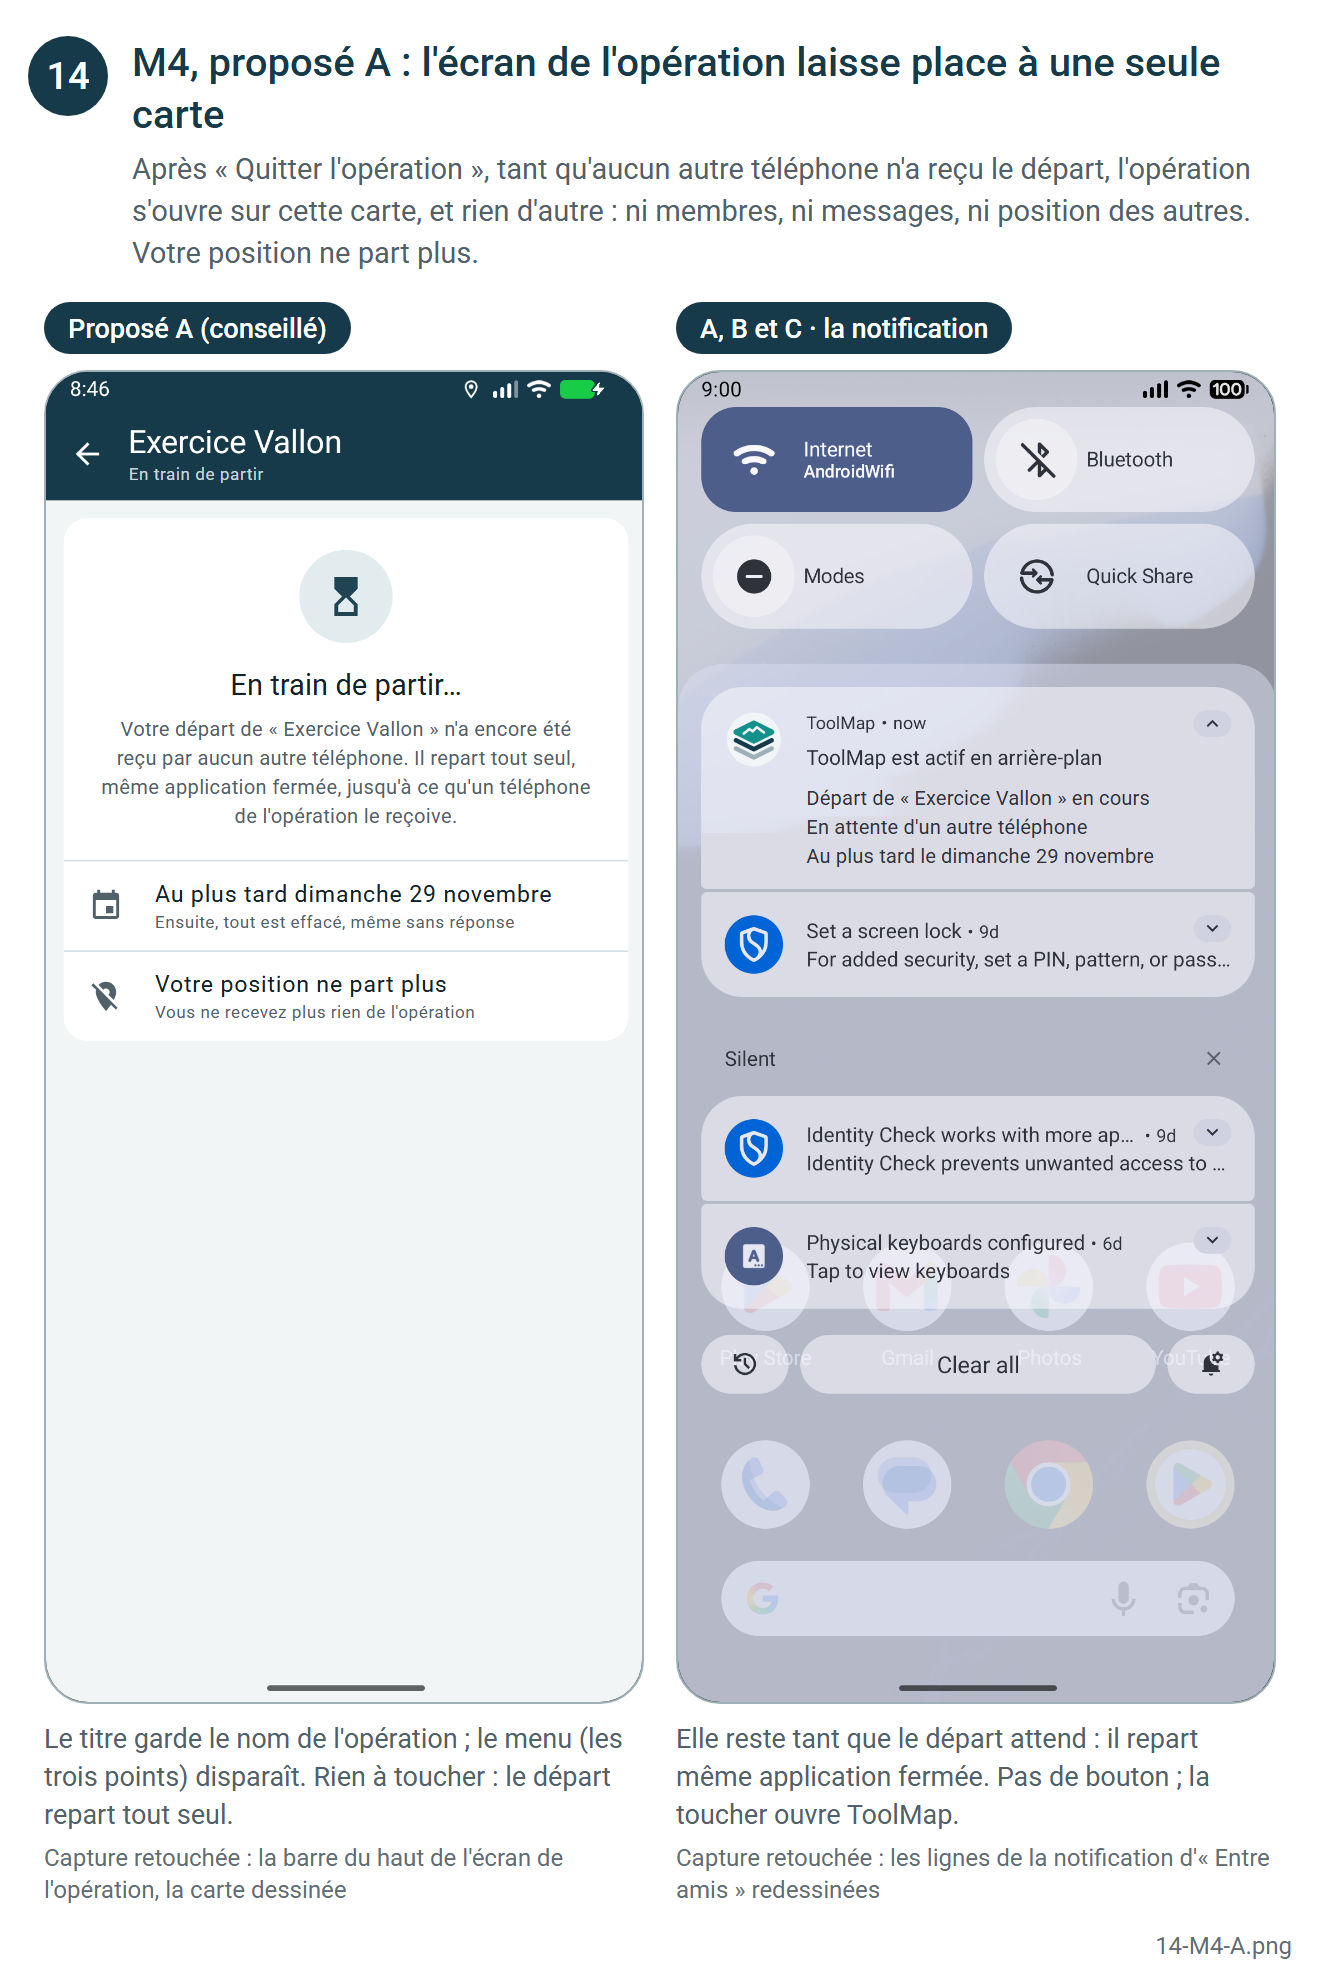 14
M4, proposé A : l'écran de l'opération laisse place à une seule
carte
Après « Quitter l'opération », tant qu'aucun autre téléphone n'a reçu le départ, l'opération
s'ouvre sur cette carte, et rien d'autre : ni membres, ni messages, ni position des autres.
Votre position ne part plus.
Proposé A (conseillé)
8:46
Exercice Vallon
En train de partir
En train de partir...
Votre départ de « Exercice Vallon » n'a encore été
reçu par aucun autre téléphone. Il repart tout seul,
même application fermée, jusqu'à ce qu'un téléphone
de l'opération le reçoive.
Au plus tard dimanche 29 novembre
Ensuite, tout est effacé, même sans réponse
Votre position ne part plus
Vous ne recevez plus rien de l'opération
Le titre garde le nom de l'opération ; le menu (les
trois points) disparaît. Rien à toucher : le départ
repart tout seul.
Capture retouchée : la barre du haut de l'écran de
l'opération, la carte dessinée
A, B et C · la notification
9:00
100
Internet
AndroidWifi
Bluetooth
Modes
Quick Share
ToolMap • now
ToolMap est actif en arrière-plan
Départ de « Exercice Vallon » en cours
En attente d'un autre téléphone
Au plus tard le dimanche 29 novembre
Set a screen lock • 9d
For added security, set a PIN, pattern, or pass...
Silent
Identity Check works with more ap... • 9d
Identity Check prevents unwanted access to ...
Physical keyboards configured • 6d
Tap to view keyboards
Play Store
Gmail
Photos
YouTube
Clear all
Elle reste tant que le départ attend : il repart
même application fermée. Pas de bouton ; la
toucher ouvre ToolMap.
Capture retouchée : les lignes de la notification d'« Entre
amis » redessinées
14-M4-A.png